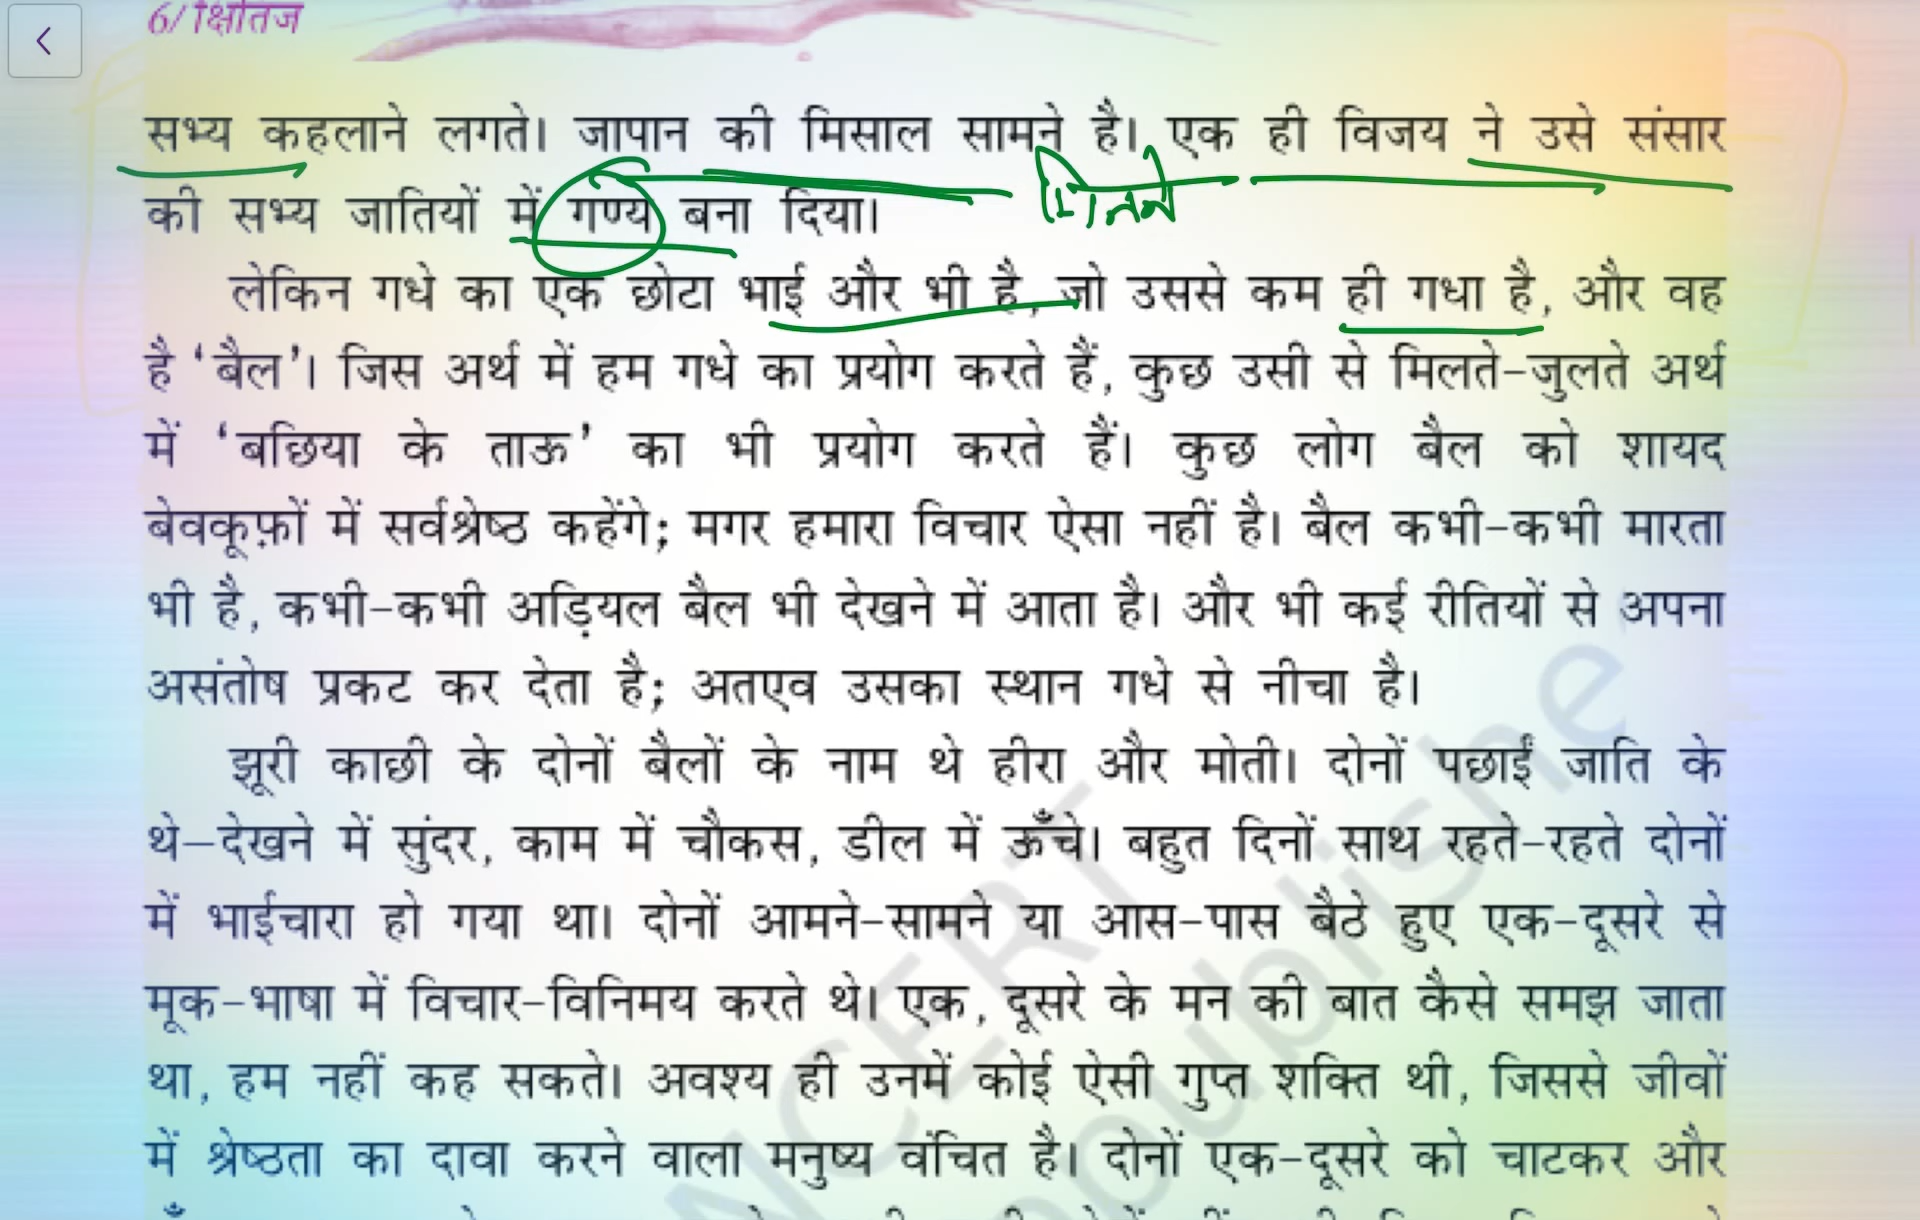 6/क्षितिज
सभ्य कहलाने लगते। जापान की मिसाल सामने है। एक ही विजय ने उसे संसार
की सभ्य जातियों में गण्य बना दिया।
लेकिन गधे का एक छोटा भाई और भी है, जो उससे कम ही गधा है, और वह
है ‘बैल’। जिस अर्थ में हम गधे का प्रयोग करते हैं, कुछ उसी से मिलते-जुलते अर्थ
में ‘बछिया के ताऊ’ का भी प्रयोग करते हैं। कुछ लोग बैल को शायद
बेवकूफ़ों में सर्वश्रेष्ठ कहेंगे; मगर हमारा विचार ऐसा नहीं है। बैल कभी-कभी मारता
भी है, कभी-कभी अड़ियल बैल भी देखने में आता है। और भी कई रीतियों से अपना
असंतोष प्रकट कर देता है; अतएव उसका स्थान गधे से नीचा है।
झूरी काछी के दोनों बैलों के नाम थे हीरा और मोती। दोनों पछाईं जाति के
थे–देखने में सुंदर, काम में चौकस, डील में ऊँचे। बहुत दिनों साथ रहते-रहते दोनों
में भाईचारा हो गया था। दोनों आमने-सामने या आस-पास बैठे हुए एक-दूसरे से
मूक-भाषा में विचार-विनिमय करते थे। एक, दूसरे के मन की बात कैसे समझ जाता
था, हम नहीं कह सकते। अवश्य ही उनमें कोई ऐसी गुप्त शक्ति थी, जिससे जीवों
में श्रेष्ठता का दावा करने वाला मनुष्य वंचित है। दोनों एक-दूसरे को चाटकर और
NCERT